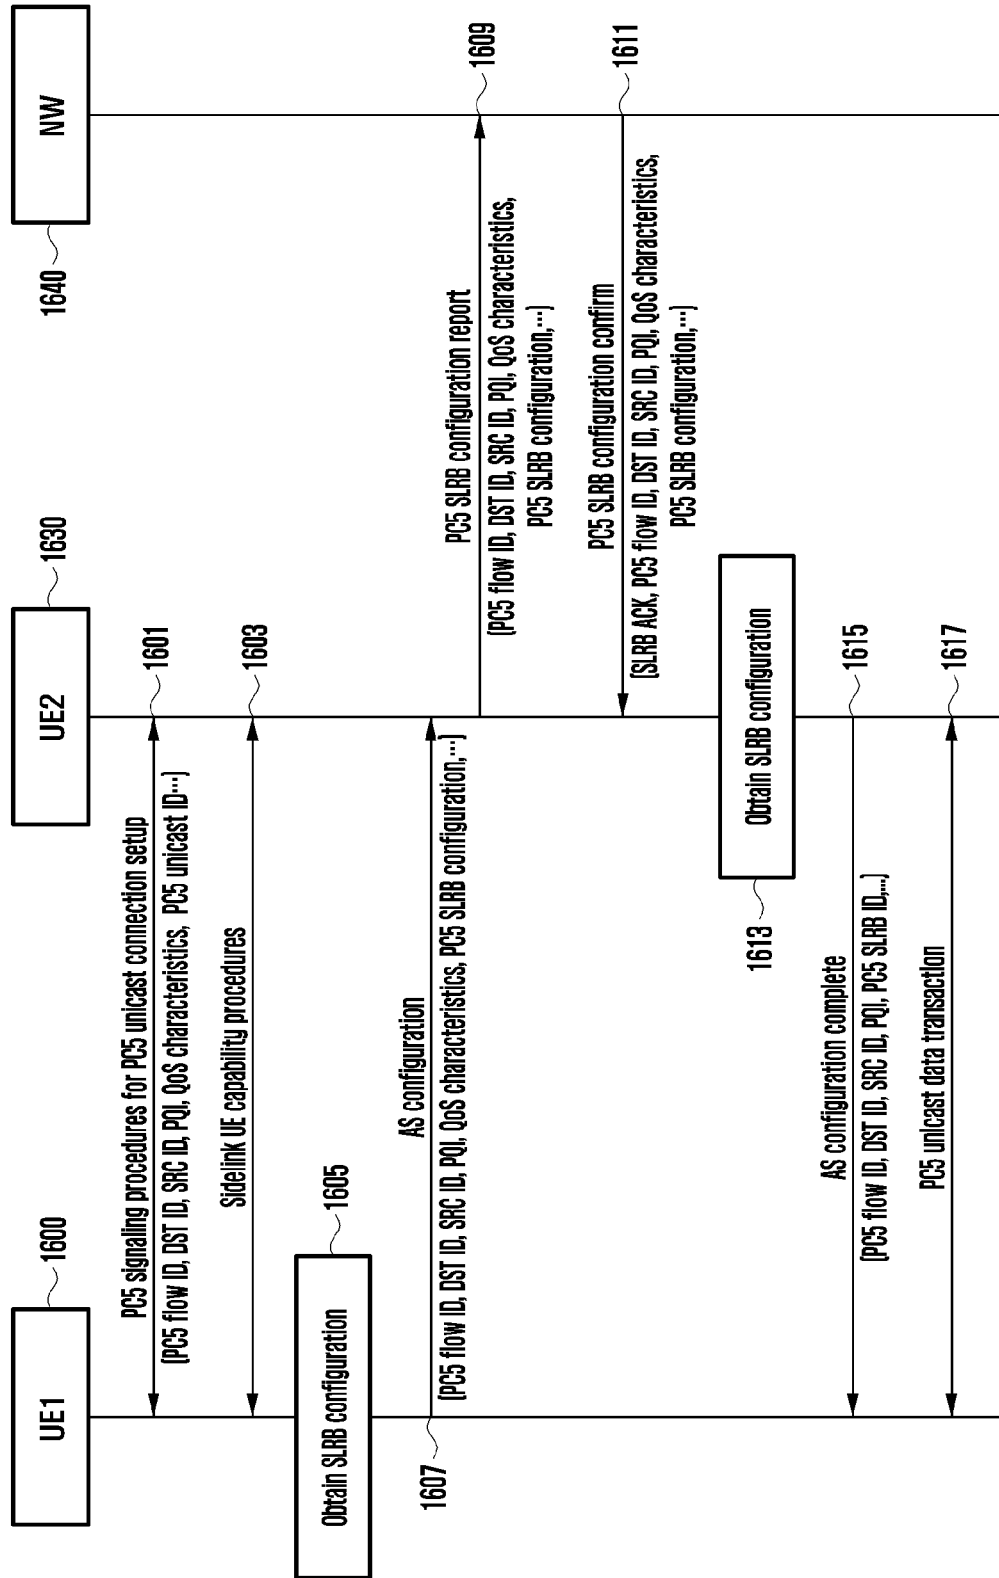 UE1
1600
UE2
1630
NW
1640
PC5 signaling procedures for PC5 unicast connection setup
(PC5 flow ID, DST ID, SRC ID, PQI, QoS characteristics, PC5 unicast ID⋯)
1601
Sidelink UE capability procedures
1603
Obtain SLRB configuration
1605
AS configuration
(PC5 flow ID, DST ID, SRC ID, PQI, QoS characteristics, PC5 SLRB configuration,⋯)
1607
PC5 SLRB configuration report
(PC5 flow ID, DST ID, SRC ID, PQI, QoS characteristics,
PC5 SLRB configuration,⋯)
1609
PC5 SLRB configuration confirm
(SLRB ACK, PC5 flow ID, DST ID, SRC ID, PQI, QoS characteristics,
PC5 SLRB configuration,⋯)
1611
Obtain SLRB configuration
1613
AS configuration complete
(PC5 flow ID, DST ID, SRC ID, PQI, PC5 SLRB ID,...)
1615
PC5 unicast data transaction
1617